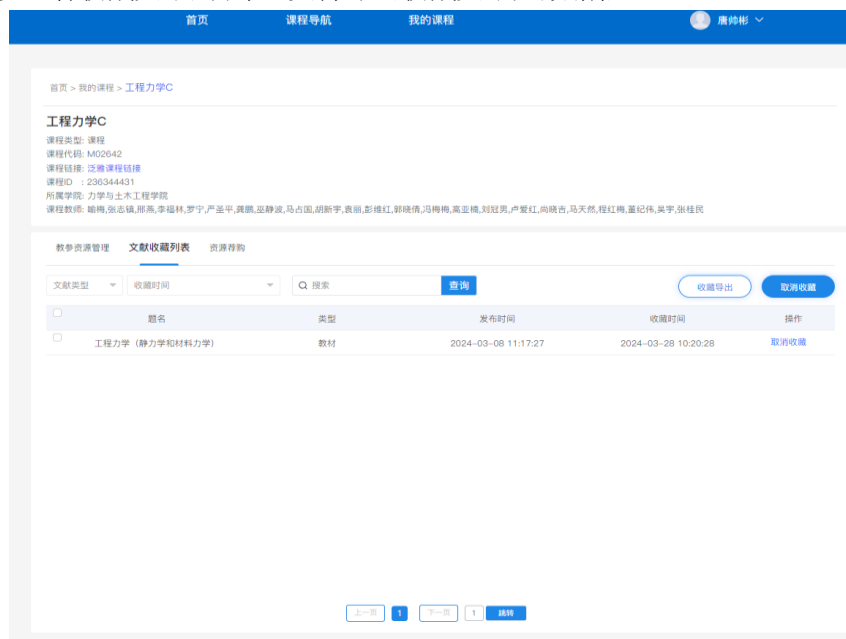 首页 课程导航 我的课程 唐帅彬
首页 > 我的课程 > 工程力学C
工程力学C
课程类型: 课程
课程代码: M02642
课程链接: 泛雅课程链接
课程ID : 236344431
所属学院: 力学与土木工程学院
课程教师: 喻梅,张志镇,邢燕,李福林,罗宁,严圣平,龚鹏,巫静波,马占国,胡新宇,袁丽,彭维红,郭晓倩,冯梅梅,高亚楠,刘冠男,卢爱红,尚晓吉,马天然,程红梅,董纪伟,吴宇,张桂民
教参资源管理 文献收藏列表 资源荐购
文献类型 收藏时间 搜索 查询 收藏导出 取消收藏
题名 类型 发布时间 收藏时间 操作
工程力学（静力学和材料力学） 教材 2024-03-08 11:17:27 2024-03-28 10:20:28 取消收藏
上一页 1 下一页 1 跳转